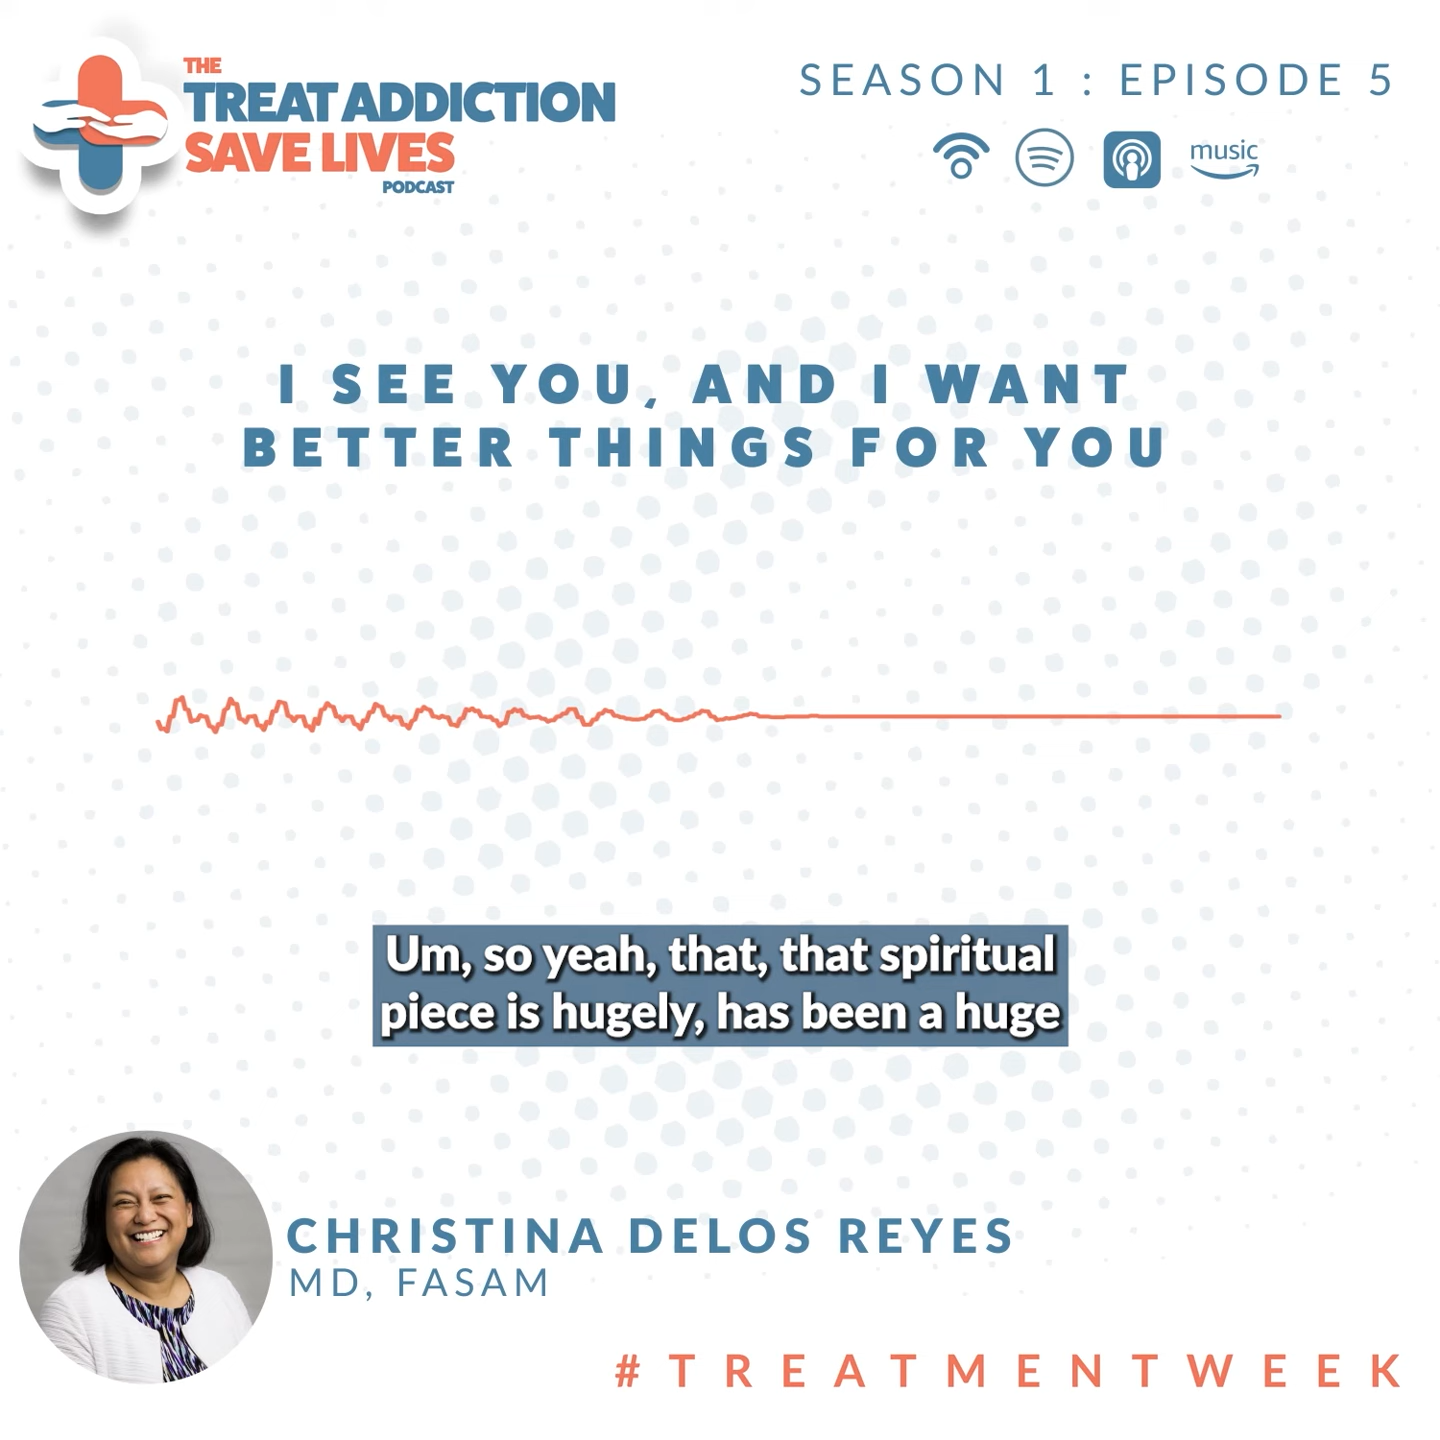 THE
TREAT ADDICTION
SAVE LIVES
PODCAST
SEASON 1 : EPISODE 5
music
I SEE YOU, AND I WANT
BETTER THINGS FOR YOU
Um, so yeah, that, that spiritual
piece is hugely, has been a huge
CHRISTINA DELOS REYES
MD, FASAM
#TREATMENTWEEK